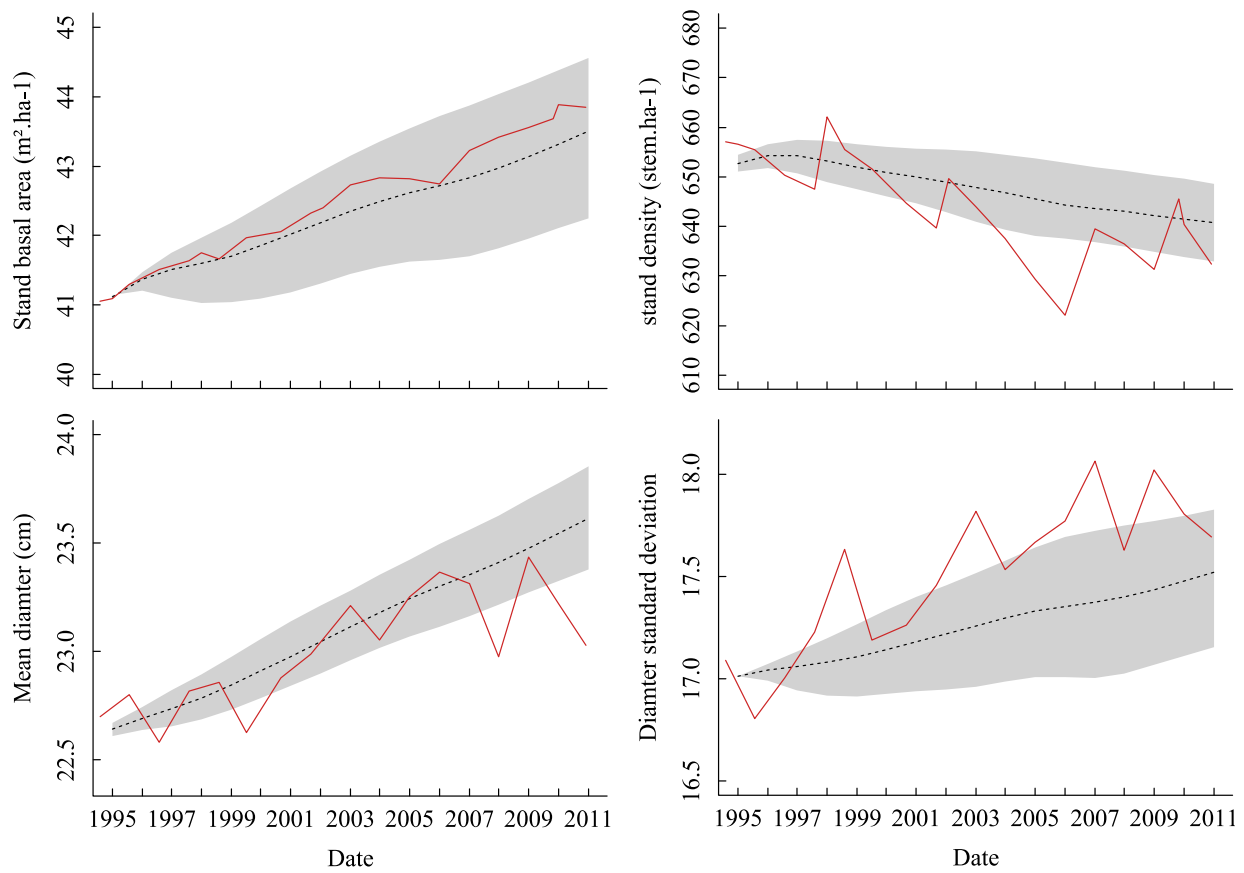 Stand basal area (m².ha-1)
45
44
43
42
41
40
stand density (stem.ha-1)
680
670
660
650
640
630
620
610
Mean diamter (cm)
24.0
23.5
23.0
22.5
1995 1997 1999 2001 2003 2005 2007 2009 2011
Date
Diamter standard deviation
18.0
17.5
17.0
16.5
1995 1997 1999 2001 2003 2005 2007 2009 2011
Date